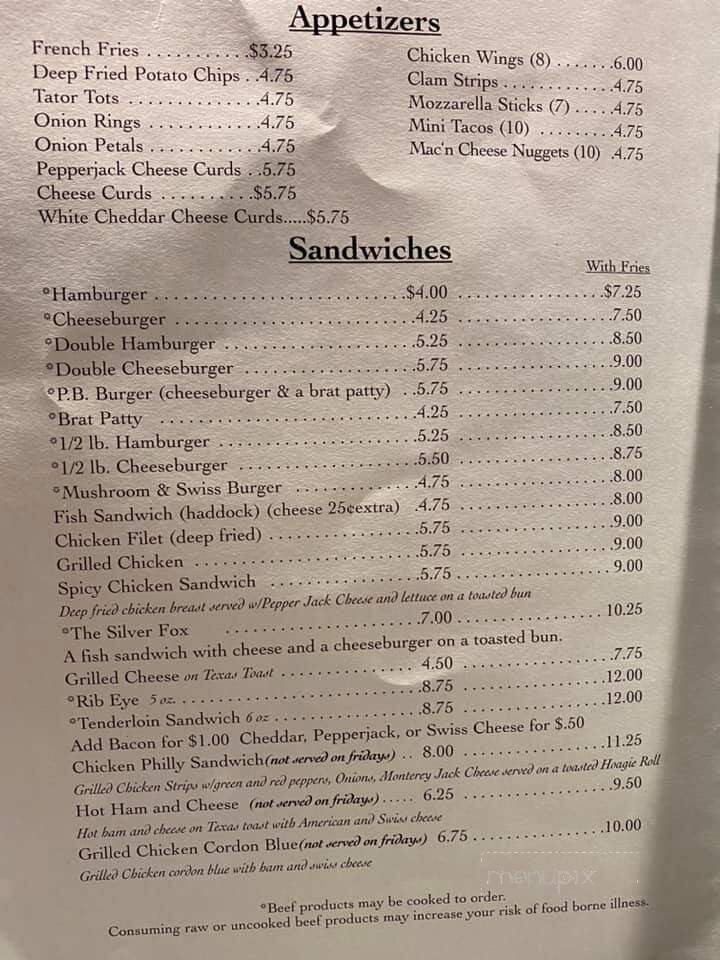 Appetizers
French Fries . . . . . . . . . . .$3.25
Deep Fried Potato Chips . .4.75
Tator Tots . . . . . . . . . . . . .4.75
Onion Rings . . . . . . . . . . . .4.75
Onion Petals . . . . . . . . . . . .4.75
Pepperjack Cheese Curds . .5.75
Cheese Curds . . . . . . . . . .$5.75
White Cheddar Cheese Curds.....$5.75
Chicken Wings (8) . . . . . . .6.00
Clam Strips . . . . . . . . . . . .4.75
Mozzarella Sticks (7) . . . . .4.75
Mini Tacos (10) . . . . . . . . .4.75
Mac'n Cheese Nuggets (10) .4.75
Sandwiches
With Fries
°Hamburger . . . . . . . . . . . . . . . . . . . . . . . . . .$4.00 . . . . . . . . . . . . . . . .$7.25
°Cheeseburger . . . . . . . . . . . . . . . . . . . . . . . . .4.25 . . . . . . . . . . . . . . . . .7.50
°Double Hamburger . . . . . . . . . . . . . . . . . . . .5.25 . . . . . . . . . . . . . . . . .8.50
°Double Cheeseburger . . . . . . . . . . . . . . . . . .5.75 . . . . . . . . . . . . . . . . .9.00
°P.B. Burger (cheeseburger & a brat patty) . .5.75 . . . . . . . . . . . . . . . . .9.00
°Brat Patty . . . . . . . . . . . . . . . . . . . . . . . . . . .4.25 . . . . . . . . . . . . . . . . .7.50
°1/2 lb. Hamburger . . . . . . . . . . . . . . . . . . . . .5.25 . . . . . . . . . . . . . . . . .8.50
°1/2 lb. Cheeseburger . . . . . . . . . . . . . . . . . . .5.50 . . . . . . . . . . . . . . . . .8.75
°Mushroom & Swiss Burger . . . . . . . . . . . . .4.75 . . . . . . . . . . . . . . . . .8.00
Fish Sandwich (haddock) (cheese 25¢extra) .4.75 . . . . . . . . . . . . . . . . .8.00
Chicken Filet (deep fried) . . . . . . . . . . . . . . . .5.75 . . . . . . . . . . . . . . . . .9.00
Grilled Chicken . . . . . . . . . . . . . . . . . . . . . . . .5.75 . . . . . . . . . . . . . . . . .9.00
Spicy Chicken Sandwich . . . . . . . . . . . . . . . .5.75 . . . . . . . . . . . . . . . . . 9.00
Deep fried chicken breast served w/Pepper Jack Cheese and lettuce on a toasted bun
°The Silver Fox . . . . . . . . . . . . . . . . . . . . .7.00 . . . . . . . . . . . . . . . . 10.25
A fish sandwich with cheese and a cheeseburger on a toasted bun.
Grilled Cheese on Texas Toast . . . . . . . . . . . . . . 4.50 . . . . . . . . . . . . . . . . .7.75
°Rib Eye 5 oz. . . . . . . . . . . . . . . . . . . . . . . . . . .8.75 . . . . . . . . . . . . . . . . .12.00
°Tenderloin Sandwich 6 oz . . . . . . . . . . . . . . . .8.75 . . . . . . . . . . . . . . . . .12.00
Add Bacon for $1.00 Cheddar, Pepperjack, or Swiss Cheese for $.50
Chicken Philly Sandwich(not served on fridays) . . 8.00 . . . . . . . . . . . . . . . . .11.25
Grilled Chicken Strips w/green and red peppers, Onions, Monterey Jack Cheese served on a toasted Hoagie Roll
Hot Ham and Cheese (not served on fridays) . . . . . 6.25 . . . . . . . . . . . . . . . . .9.50
Hot ham and cheese on Texas toast with American and Swiss cheese
Grilled Chicken Cordon Blue(not served on fridays) 6.75 . . . . . . . . . . . . . . . .10.00
Grilled Chicken cordon blue with ham and swiss cheese
menupix
°Beef products may be cooked to order.
Consuming raw or uncooked beef products may increase your risk of food borne illness.